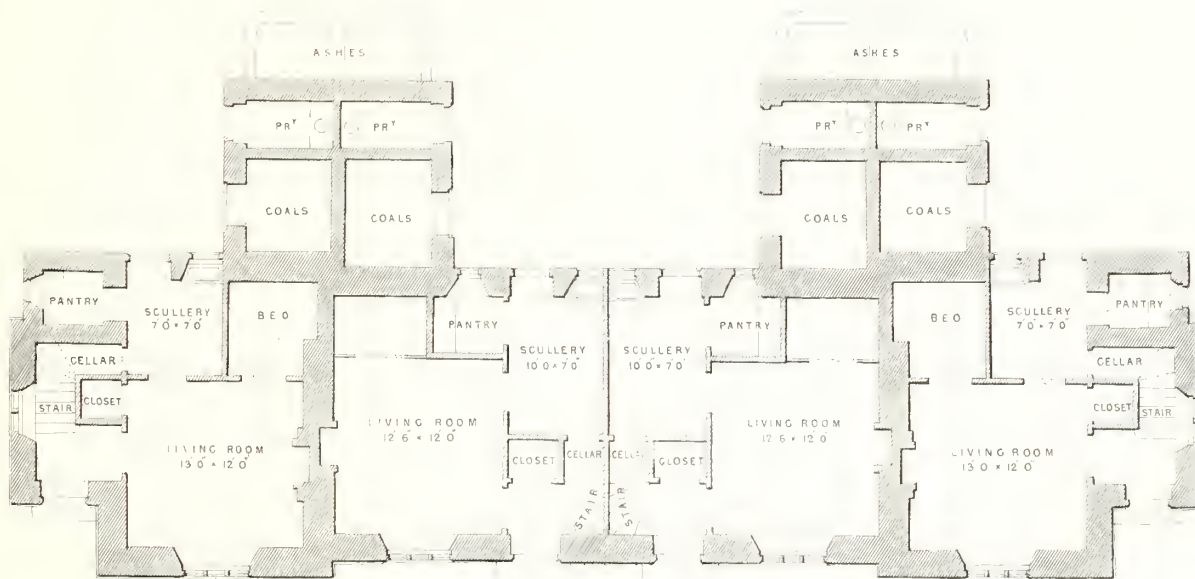 ASHES
ASHES
PRY
PRY
PRY
PRY
COALS
COALS
COALS
COALS
PANTRY
SCULLERY
7'0" × 7'0"
BED
PANTRY
SCULLERY
10'0" × 7'0"
SCULLERY
10'0" × 7'0"
PANTRY
BED
SCULLERY
7'0" × 7'0"
PANTRY
CELLAR
CELLAR
STAIR
CLOSET
CLOSET
STAIR
LIVING ROOM
13'0" × 12'0"
LIVING ROOM
12'6" × 12'0"
LIVING ROOM
12'6" × 12'0"
LIVING ROOM
13'0" × 12'0"
CLOSET
CELLAR
CLOSET
STAIR
STAIR